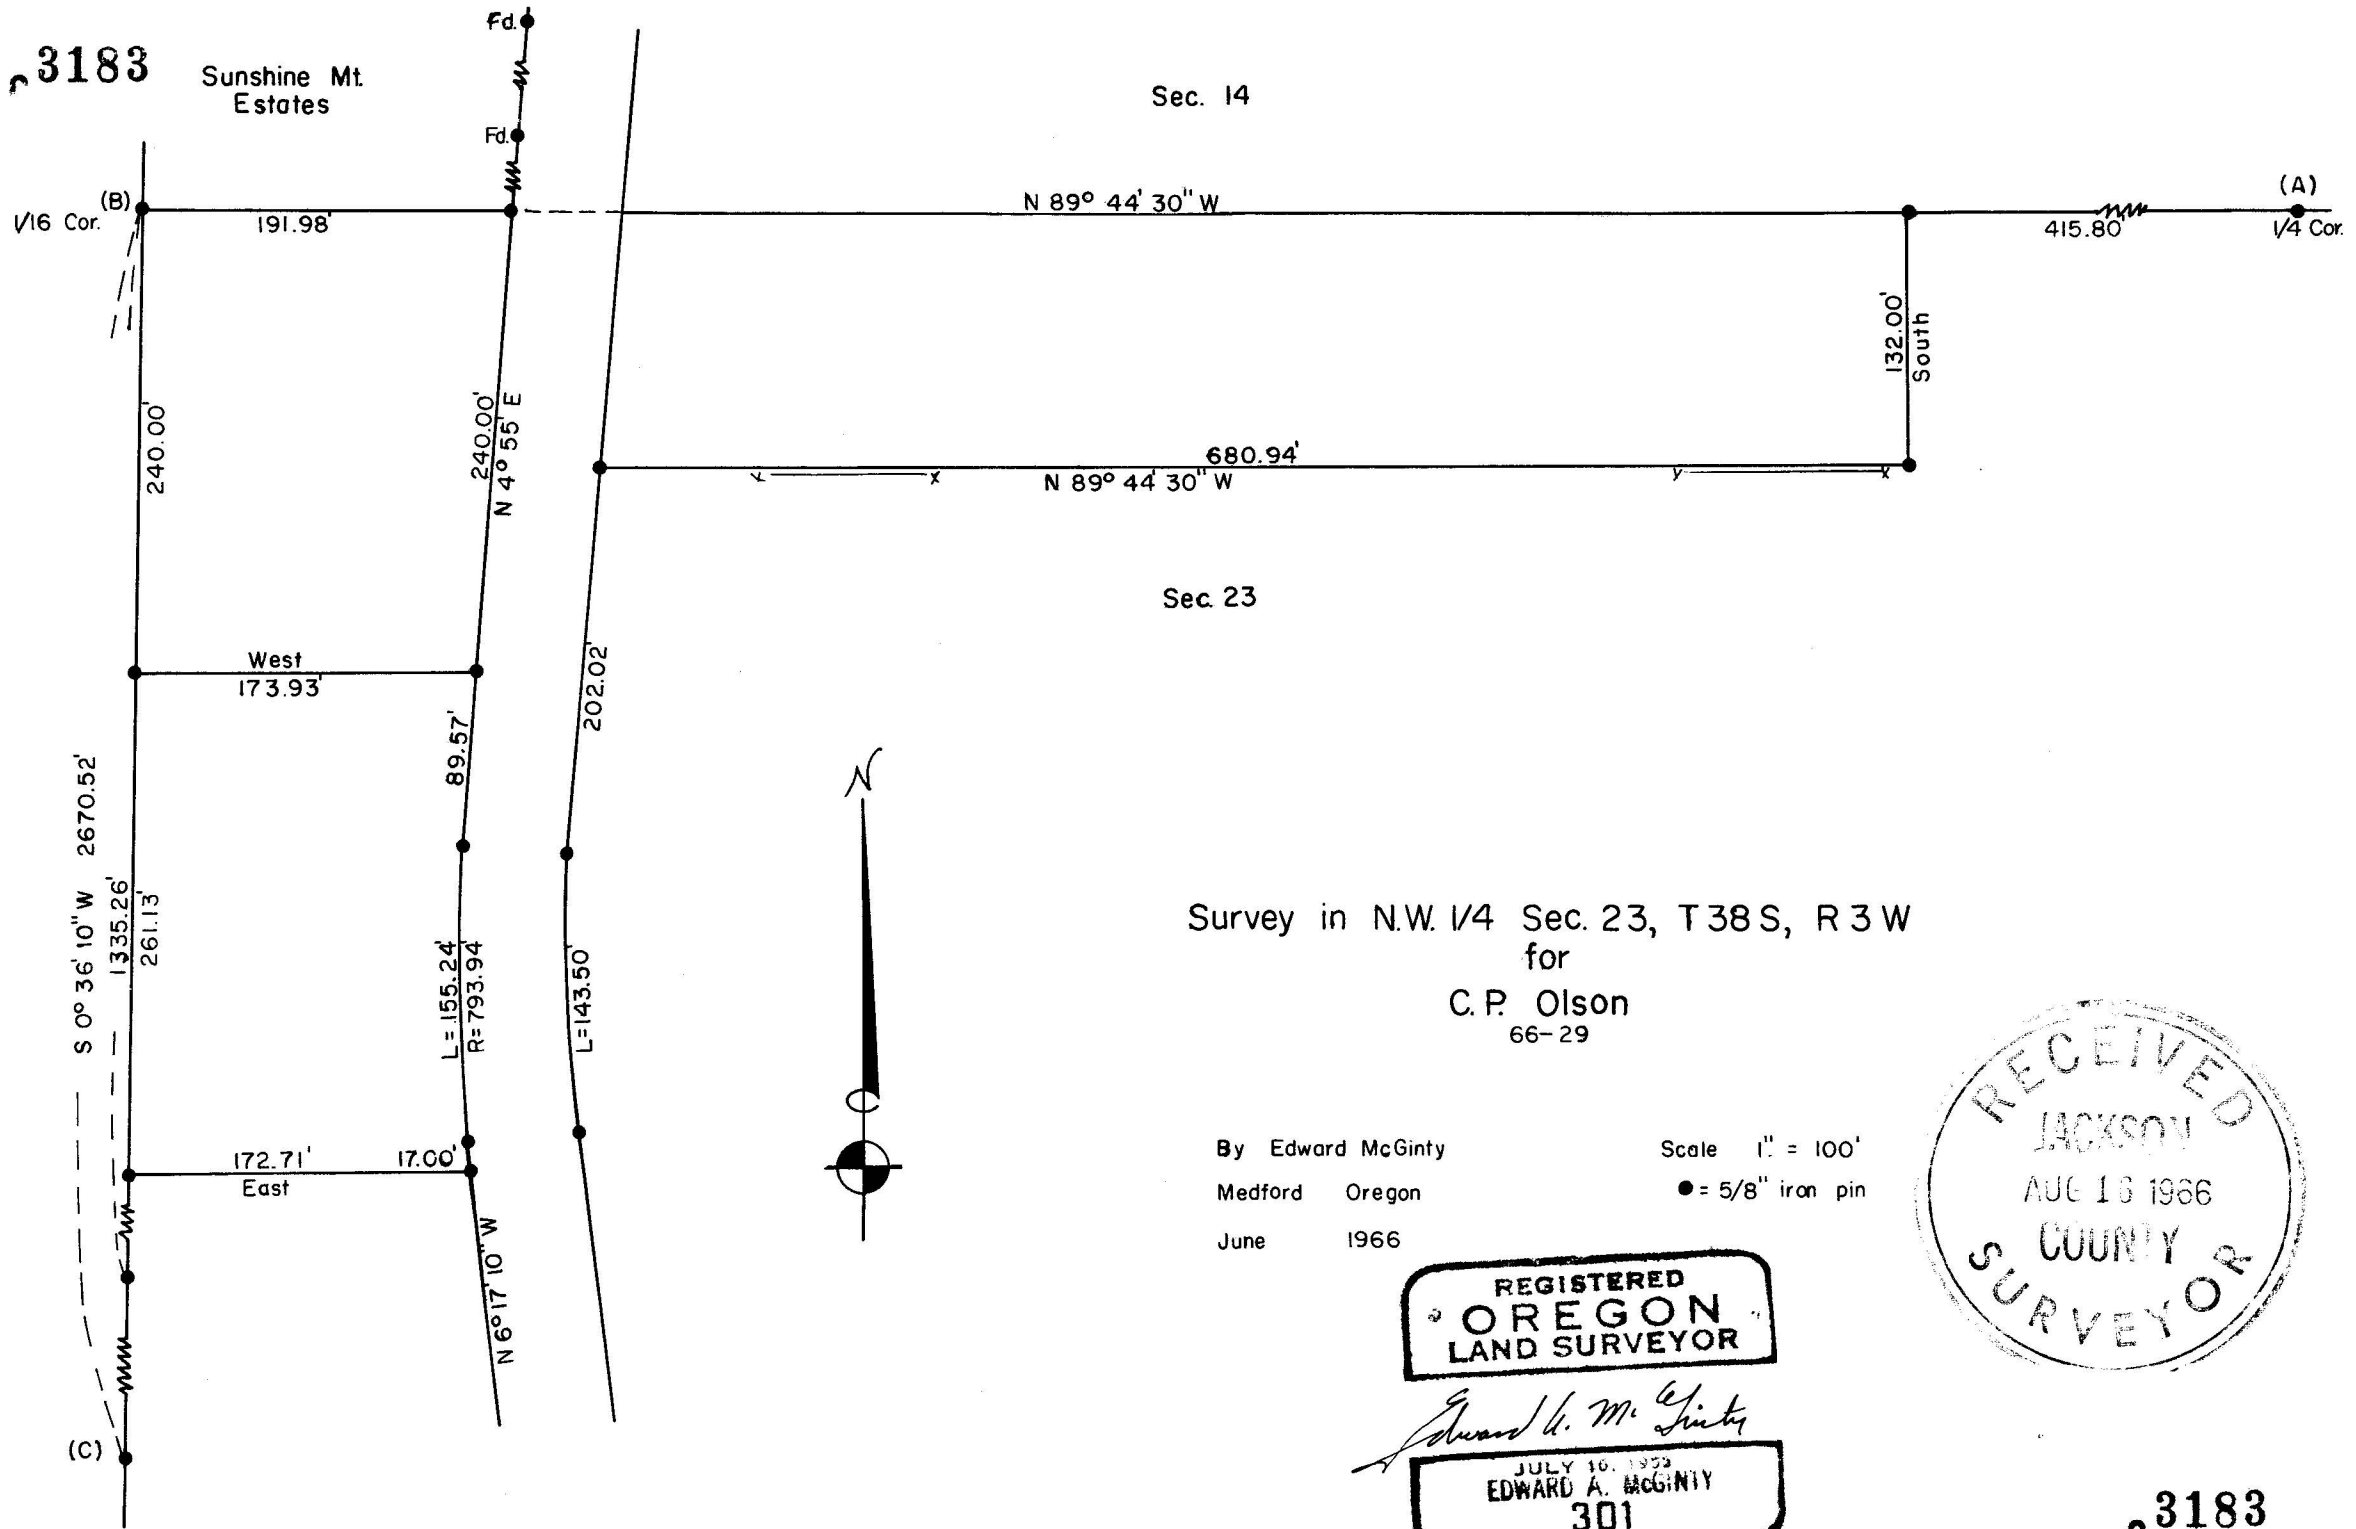 3183
Sunshine Mt.
Estates
Fd.
Fd.
Sec. 14
(B)
1/16 Cor.
191.98'
N 89° 44' 30" W
(A)
415.80'
1/4 Cor.
132.00'
South
240.00'
240.00'
N 4° 55' E
680.94'
N 89° 44' 30" W
Sec. 23
West
173.93'
202.02'
89.57'
N
S 0° 36' 10" W 2670.52'
1335.26'
261.13'
L=155.24'
R=793.94'
L=143.50'
172.71'
17.00'
East
N 6° 17' 10" W
(C)
Survey in N.W. 1/4 Sec. 23, T 38 S, R 3 W
for
C. P. Olson
66-29
By Edward McGinty
Medford Oregon
June 1966
Scale 1" = 100'
● = 5/8" iron pin
RECEIVED
JACKSON
AUG 16 1966
COUNTY
SURVEYOR
REGISTERED
OREGON
LAND SURVEYOR
Edward A. McGinty
JULY
EDWARD A. McGINTY
301
3183